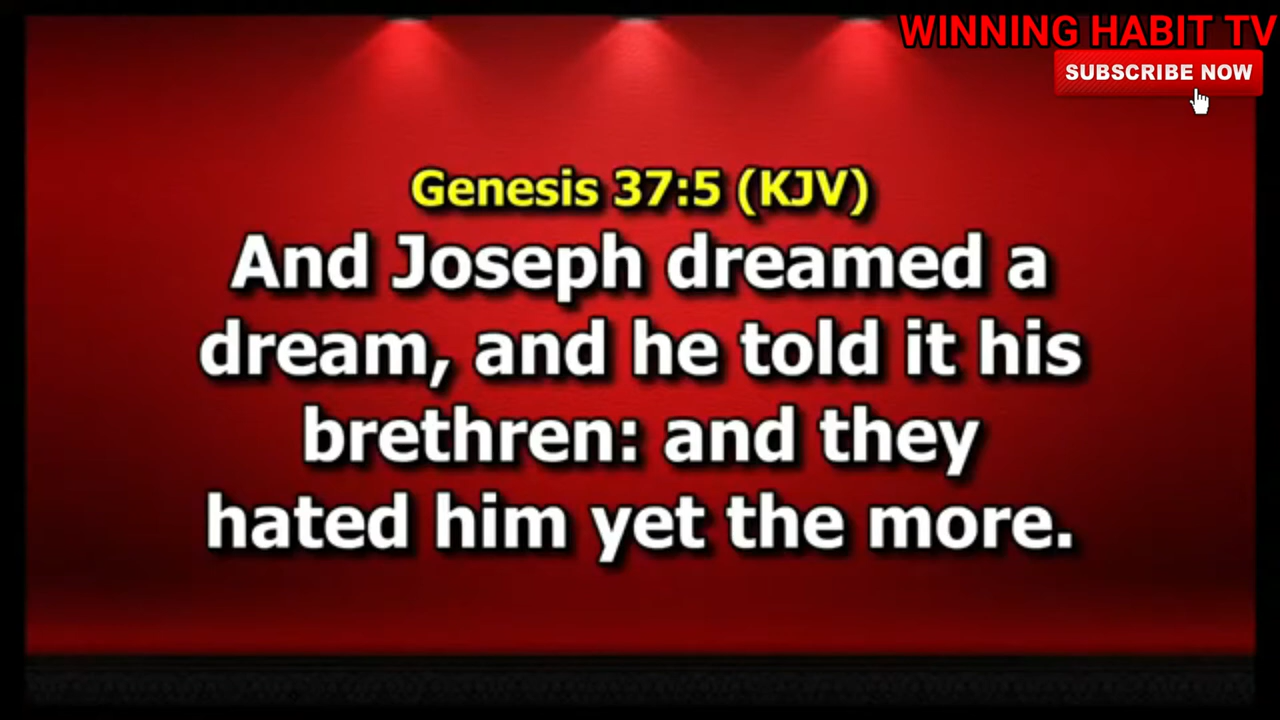 WINNING HABIT TV
SUBSCRIBE NOW
Genesis 37:5 (KJV)
And Joseph dreamed a
dream, and he told it his
brethren: and they
hated him yet the more.